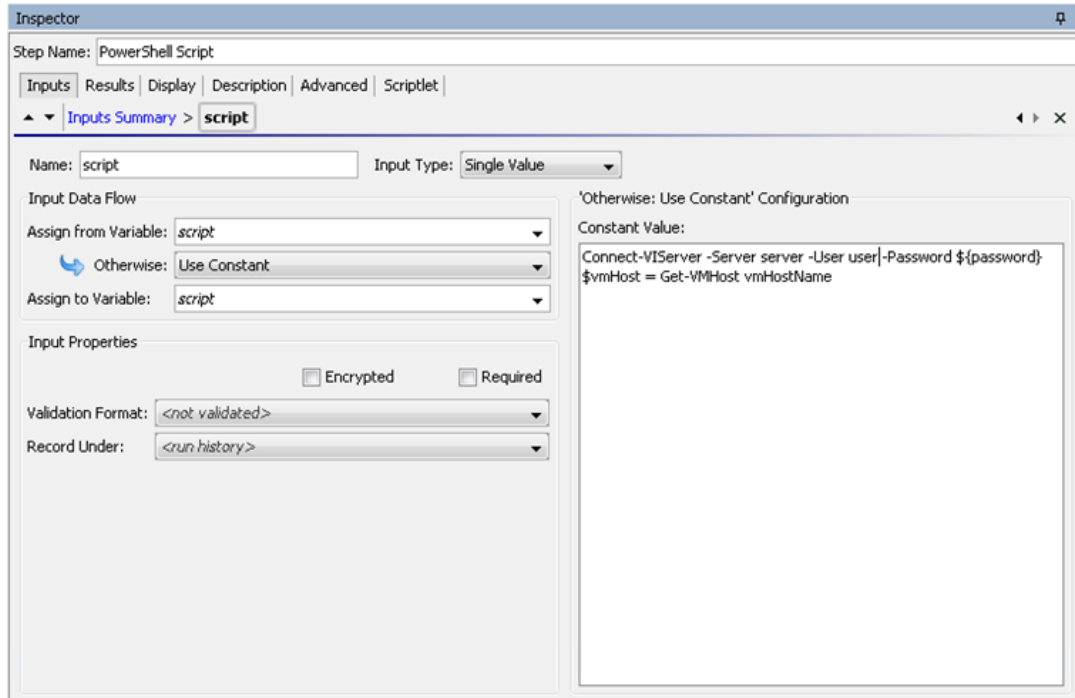 Inspector
Step Name: PowerShell Script
Inputs Results Display Description Advanced Scriptlet
Inputs Summary > script
Name: script Input Type: Single Value
Input Data Flow
Assign from Variable: script
Otherwise: Use Constant
Assign to Variable: script
Input Properties
Encrypted Required
Validation Format: <not validated>
Record Under: <run history>
'Otherwise: Use Constant' Configuration
Constant Value:
Connect-VIServer -Server server -User user -Password ${password}
$vmHost = Get-VMHost vmHostName